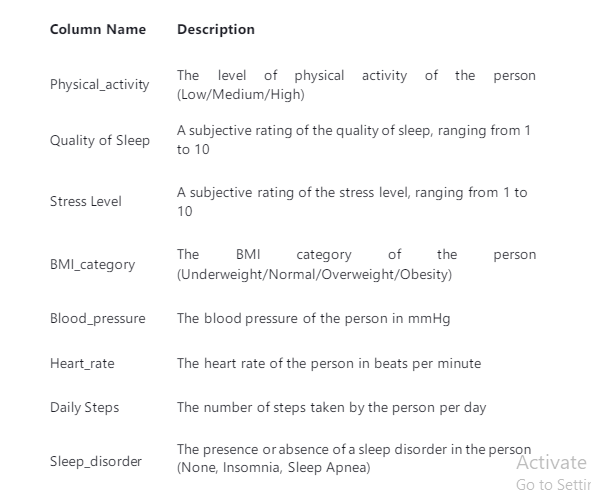 Column Name Description
Physical_activity The level of physical activity of the person
(Low/Medium/High)
Quality of Sleep A subjective rating of the quality of sleep, ranging from 1
to 10
Stress Level A subjective rating of the stress level, ranging from 1 to
10
BMI_category The BMI category of the person
(Underweight/Normal/Overweight/Obesity)
Blood_pressure The blood pressure of the person in mmHg
Heart_rate The heart rate of the person in beats per minute
Daily Steps The number of steps taken by the person per day
Sleep_disorder The presence or absence of a sleep disorder in the person
(None, Insomnia, Sleep Apnea)
Activate
Go to Settin